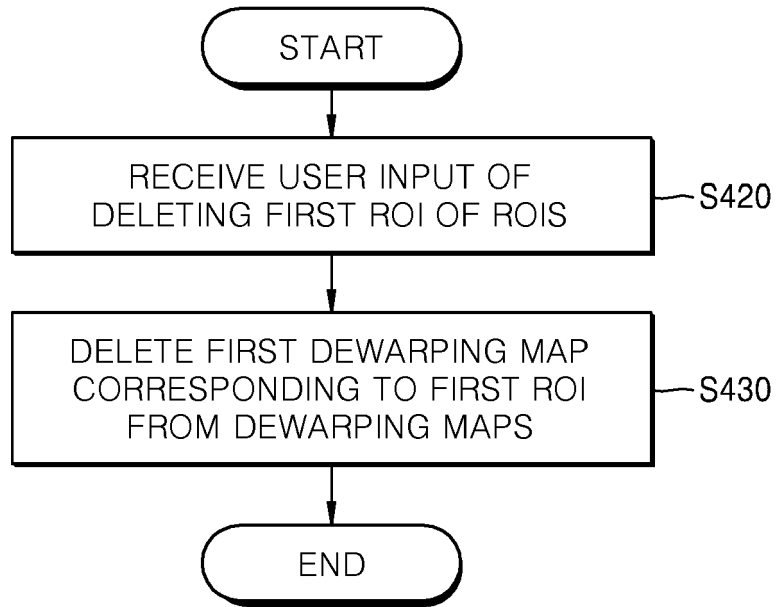 START
RECEIVE USER INPUT OF
DELETING FIRST ROI OF ROIS
S420
DELETE FIRST DEWARPING MAP
CORRESPONDING TO FIRST ROI
FROM DEWARPING MAPS
S430
END